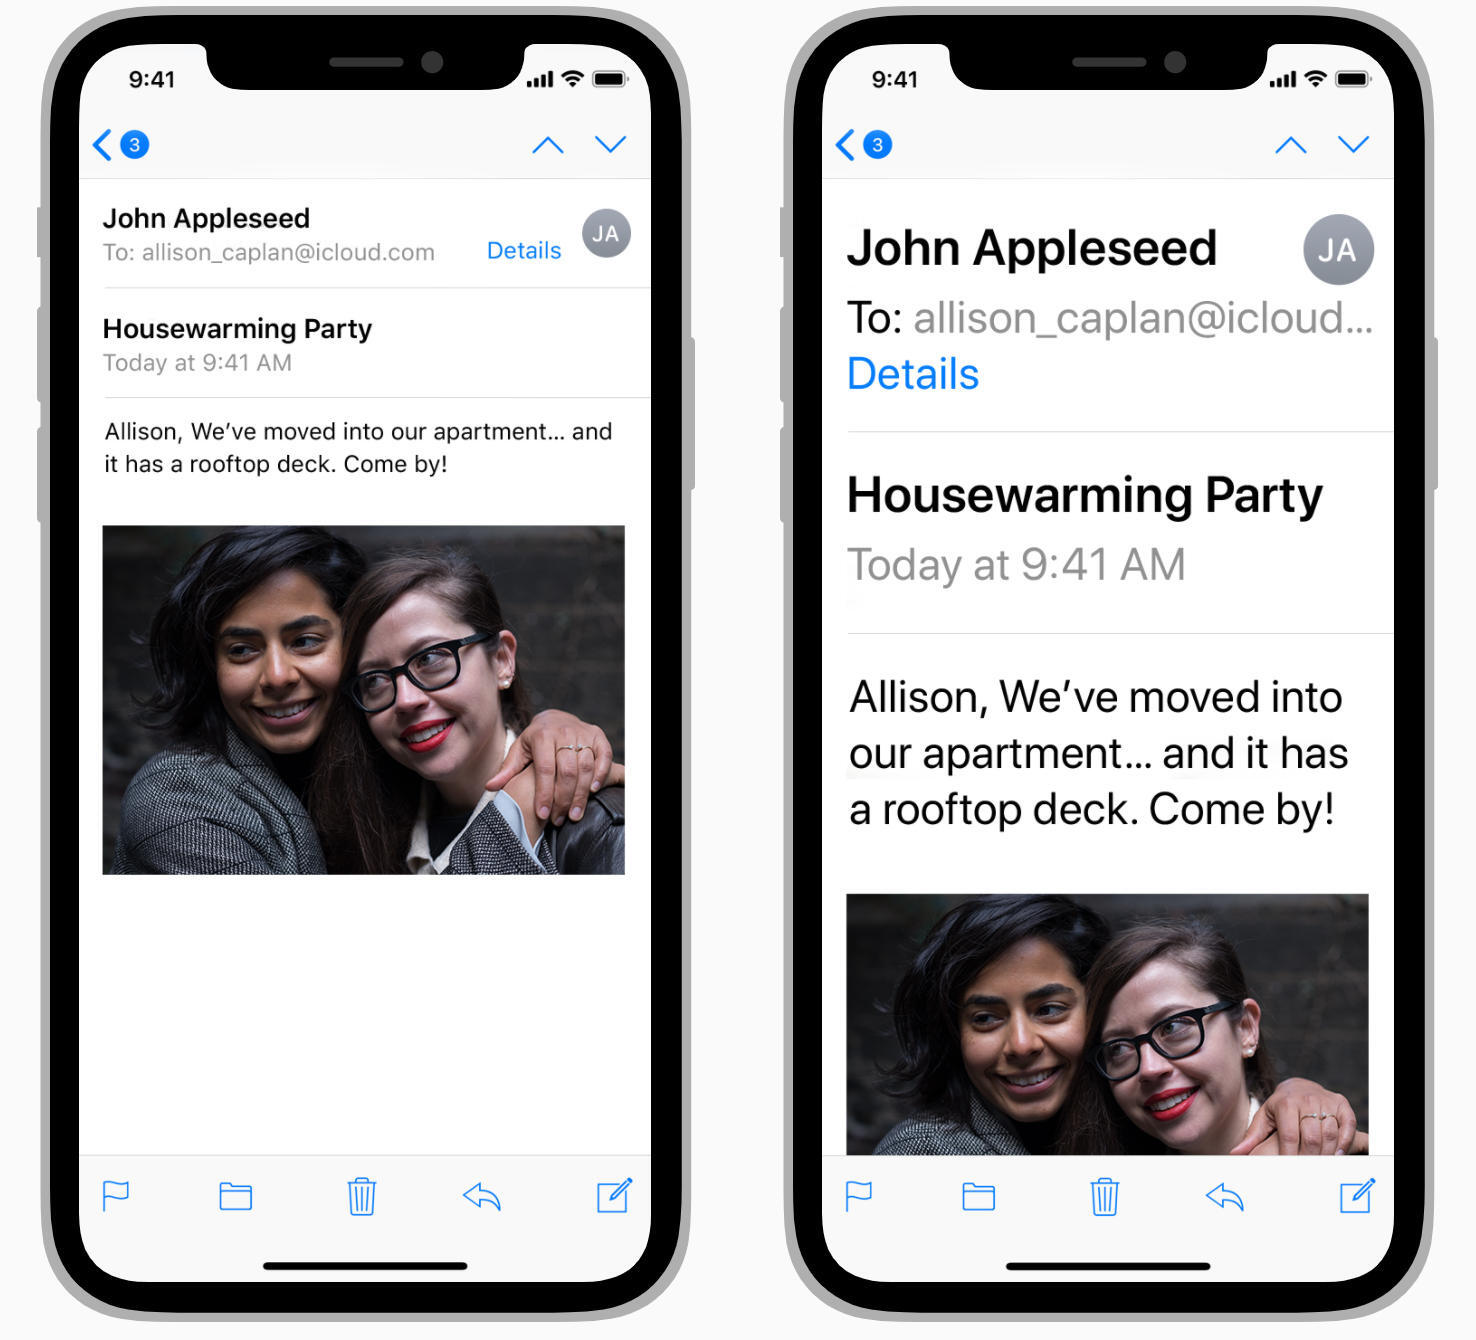 9:41
3
John Appleseed
JA
To: allison_caplan@icloud.com
Details
Housewarming Party
Today at 9:41 AM
Allison, We’ve moved into our apartment... and
it has a rooftop deck. Come by!
9:41
3
John Appleseed
JA
To: allison_caplan@icloud...
Details
Housewarming Party
Today at 9:41 AM
Allison, We’ve moved into
our apartment... and it has
a rooftop deck. Come by!